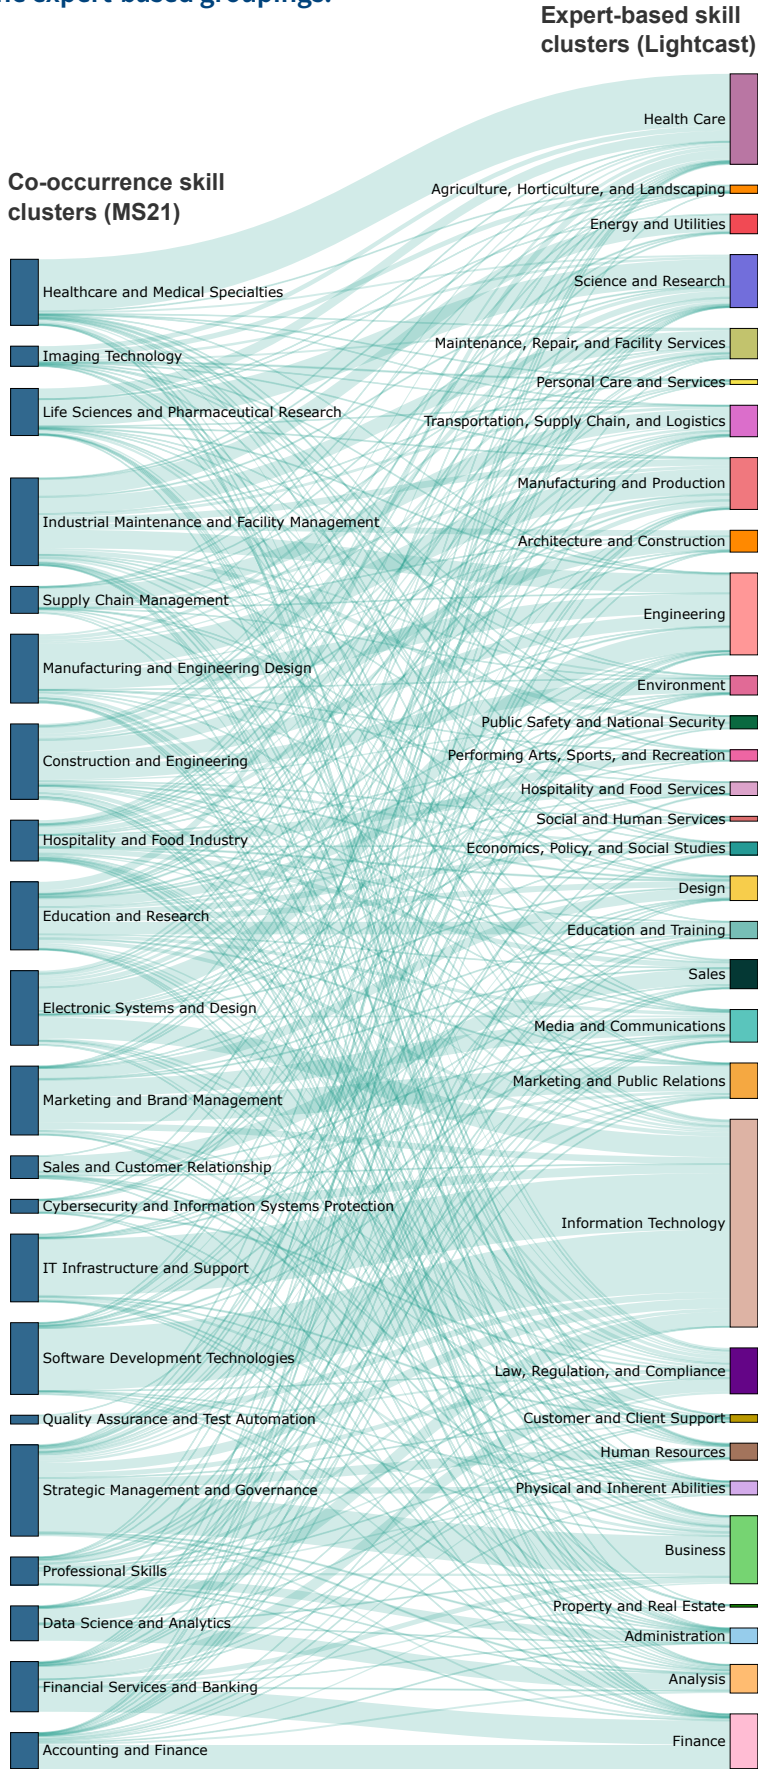 he expert-based groupings.
Expert-based skill
clusters (Lightcast)
Co-occurrence skill
clusters (MS21)
Healthcare and Medical Specialties
Imaging Technology
Life Sciences and Pharmaceutical Research
Industrial Maintenance and Facility Management
Supply Chain Management
Manufacturing and Engineering Design
Construction and Engineering
Hospitality and Food Industry
Education and Research
Electronic Systems and Design
Marketing and Brand Management
Sales and Customer Relationship
Cybersecurity and Information Systems Protection
IT Infrastructure and Support
Software Development Technologies
Quality Assurance and Test Automation
Strategic Management and Governance
Professional Skills
Data Science and Analytics
Financial Services and Banking
Accounting and Finance
Health Care
Agriculture, Horticulture, and Landscaping
Energy and Utilities
Science and Research
Maintenance, Repair, and Facility Services
Personal Care and Services
Transportation, Supply Chain, and Logistics
Manufacturing and Production
Architecture and Construction
Engineering
Environment
Public Safety and National Security
Performing Arts, Sports, and Recreation
Hospitality and Food Services
Social and Human Services
Economics, Policy, and Social Studies
Design
Education and Training
Sales
Media and Communications
Marketing and Public Relations
Information Technology
Law, Regulation, and Compliance
Customer and Client Support
Human Resources
Physical and Inherent Abilities
Business
Property and Real Estate
Administration
Analysis
Finance